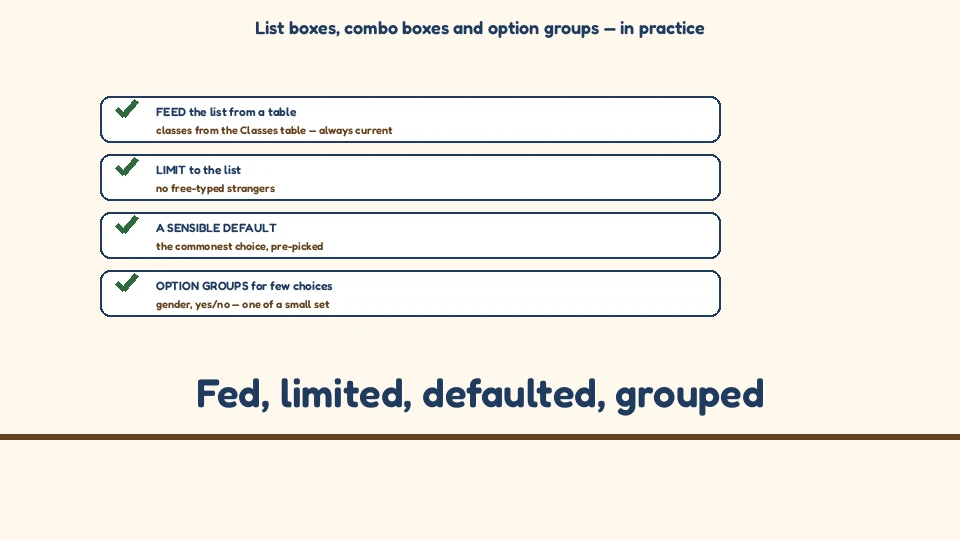 List boxes, combo boxes and option groups — in practice
FEED the list from a table
classes from the Classes table — always current
LIMIT to the list
no free-typed strangers
A SENSIBLE DEFAULT
the commonest choice, pre-picked
OPTION GROUPS for few choices
gender, yes/no — one of a small set
Fed, limited, defaulted, grouped